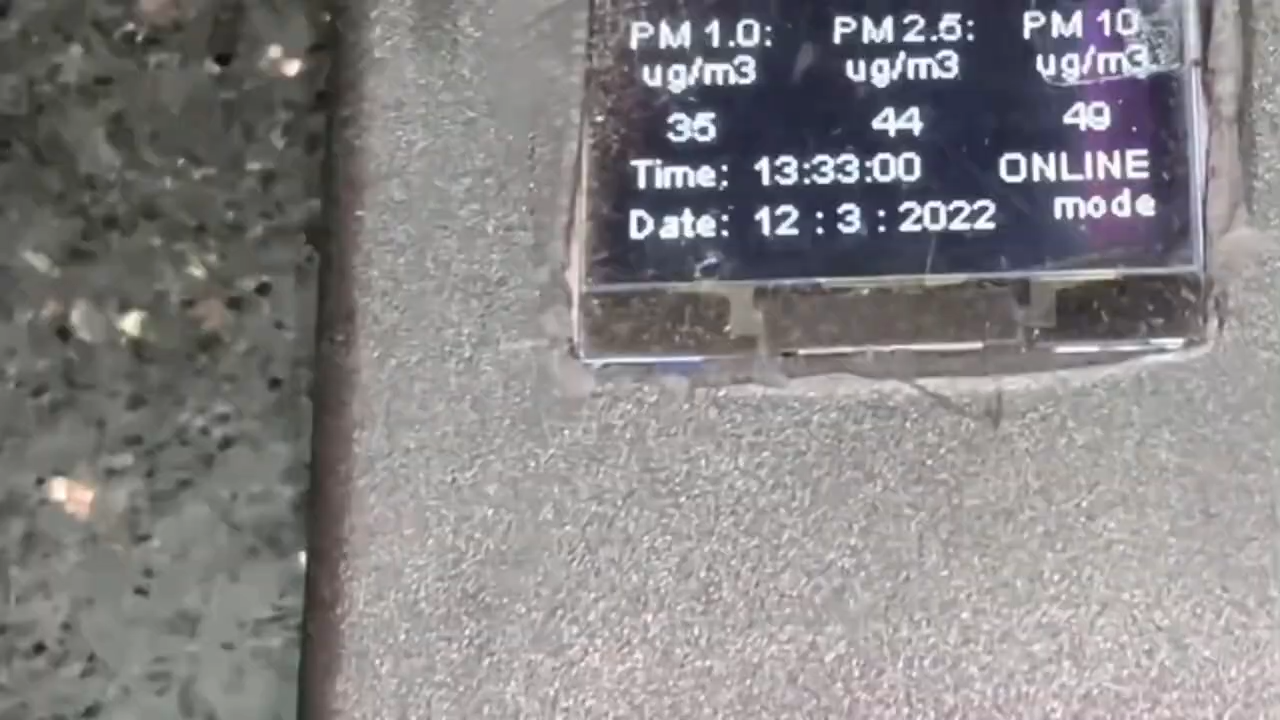 PM 1.0: PM 2.5: PM 10
ug/m3 ug/m3 ug/m3
35 44 49
Time: 13:33:00 ONLINE
Date: 12 : 3 : 2022 mode